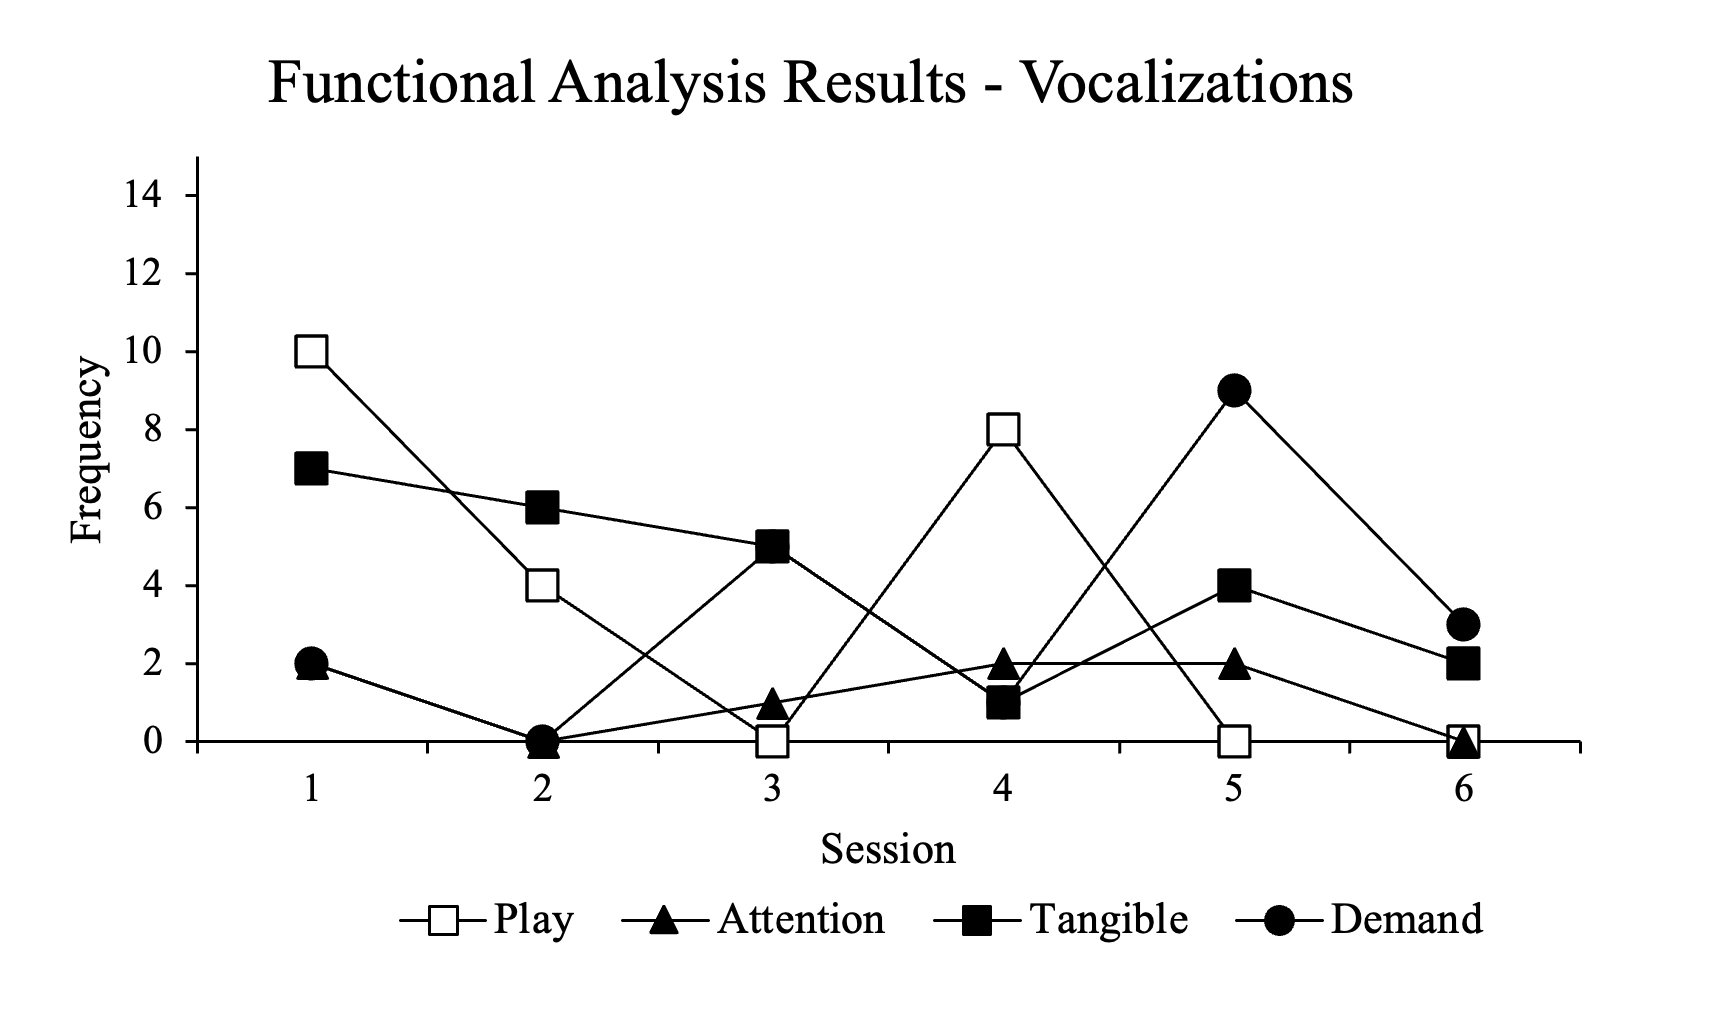 Functional Analysis Results - Vocalizations
14
12
10
8
6
4
2
0
Frequency
1 2 3 4 5 6
Session
Play Attention Tangible Demand